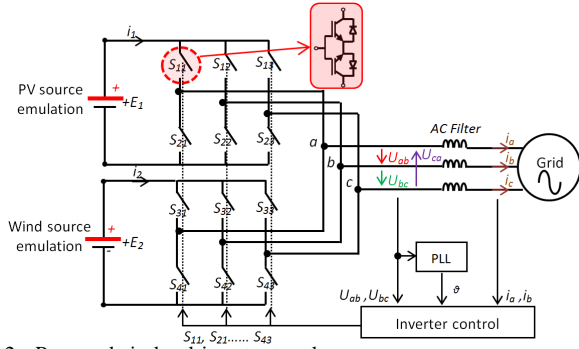 i1
S11
S12
S13
PV source
emulation
+
+E1
S21
S22
S23
a
AC Filter
ia
Uab
Uca
b
ib
Grid
Ubc
c
ic
i2
S31
S32
S33
Wind source
emulation
+
+E2
-
S41
S42
S43
PLL
Uab ,Ubc
ϑ
ia ,ib
Inverter control
S11, S21...... S43